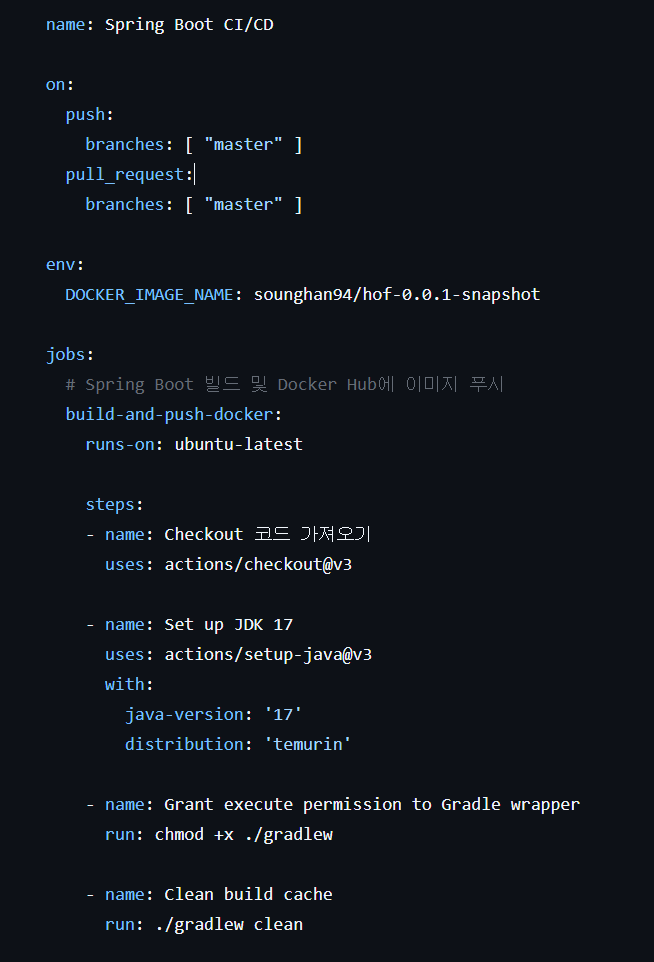 name: Spring Boot CI/CD
on:
push:
branches: [ "master" ]
pull_request:
branches: [ "master" ]
env:
DOCKER_IMAGE_NAME: sounghan94/hof-0.0.1-snapshot
jobs:
# Spring Boot 빌드 및 Docker Hub에 이미지 푸시
build-and-push-docker:
runs-on: ubuntu-latest
steps:
- name: Checkout 코드 가져오기
uses: actions/checkout@v3
- name: Set up JDK 17
uses: actions/setup-java@v3
with:
java-version: '17'
distribution: 'temurin'
- name: Grant execute permission to Gradle wrapper
run: chmod +x ./gradlew
- name: Clean build cache
run: ./gradlew clean